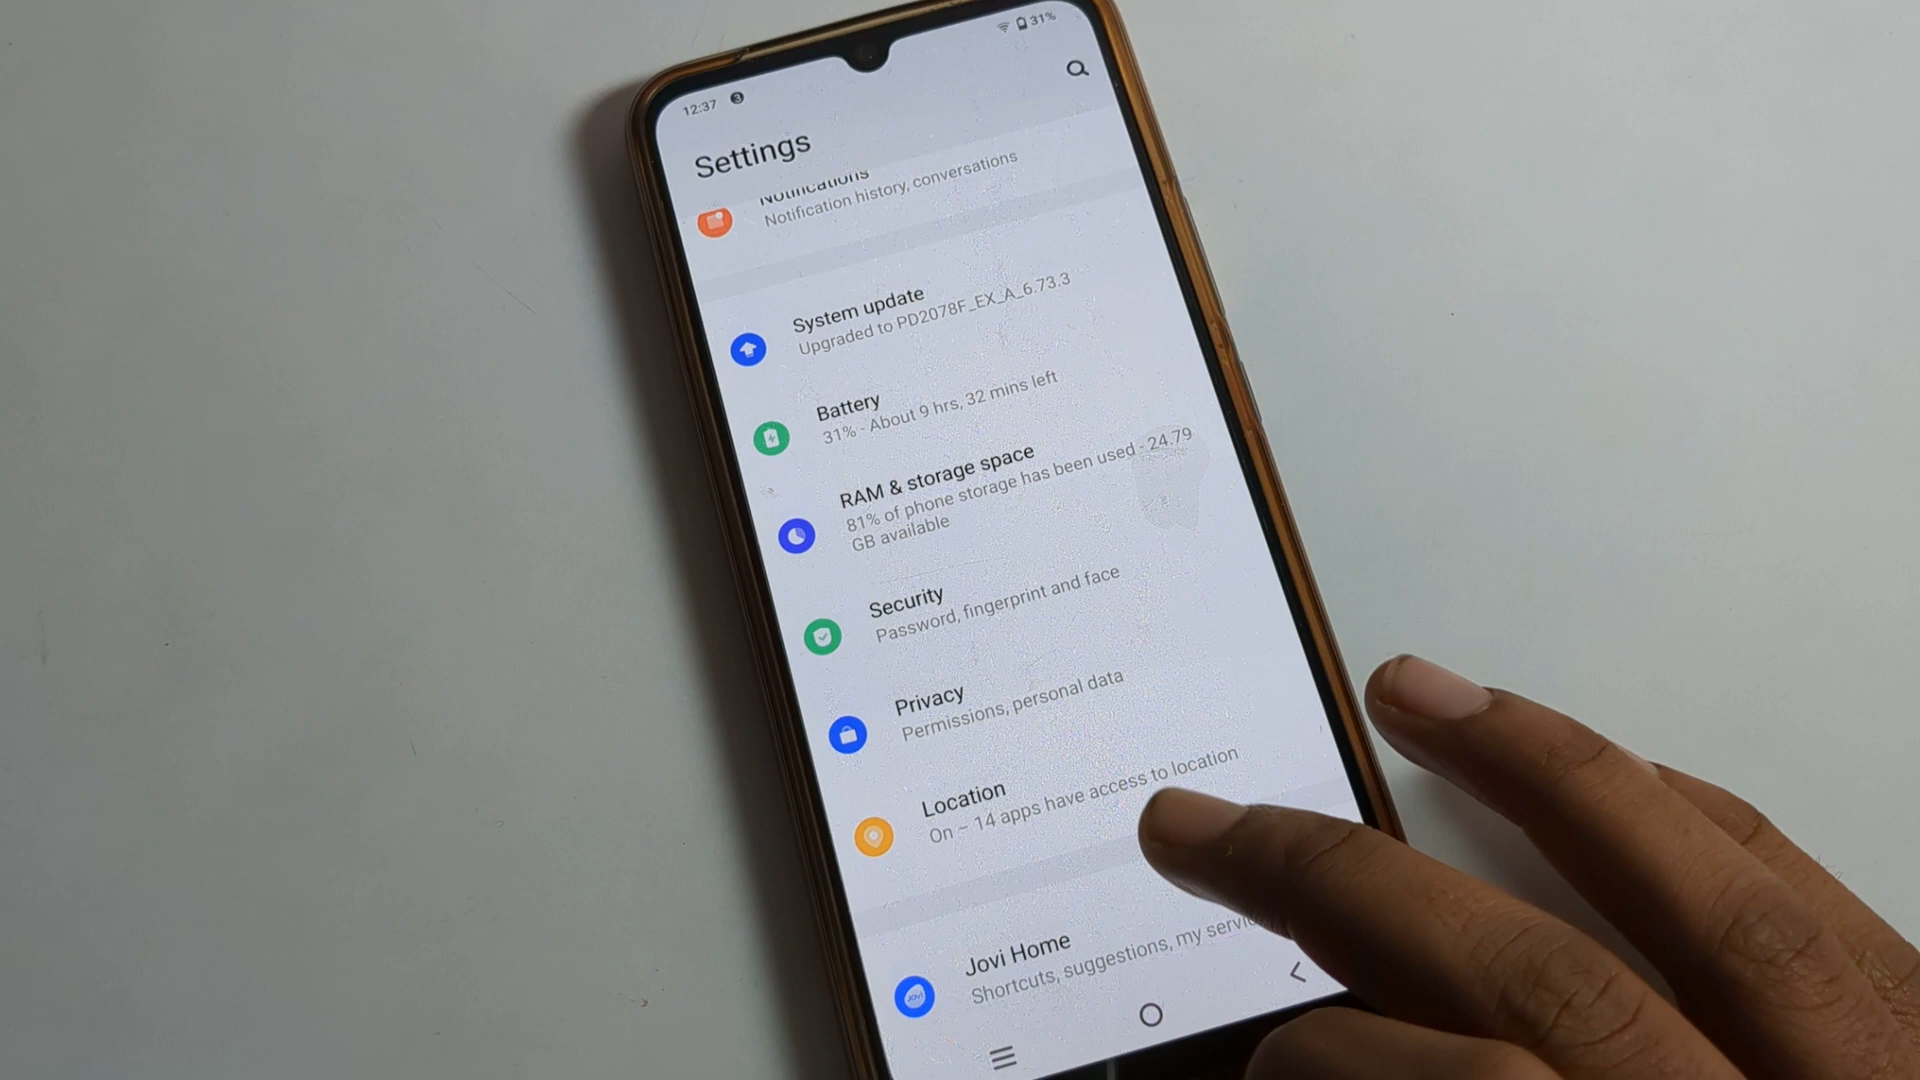 12:37 3 31%
Settings
Notifications
Notification history, conversations
System update
Upgraded to PD2078F_EX_A_6.73.3
Battery
31% - About 9 hrs, 32 mins left
RAM & storage space
81% of phone storage has been used - 24.79
GB available
Security
Password, fingerprint and face
Privacy
Permissions, personal data
Location
On – 14 apps have access to location
Jovi Home
Shortcuts, suggestions, my
JOVI